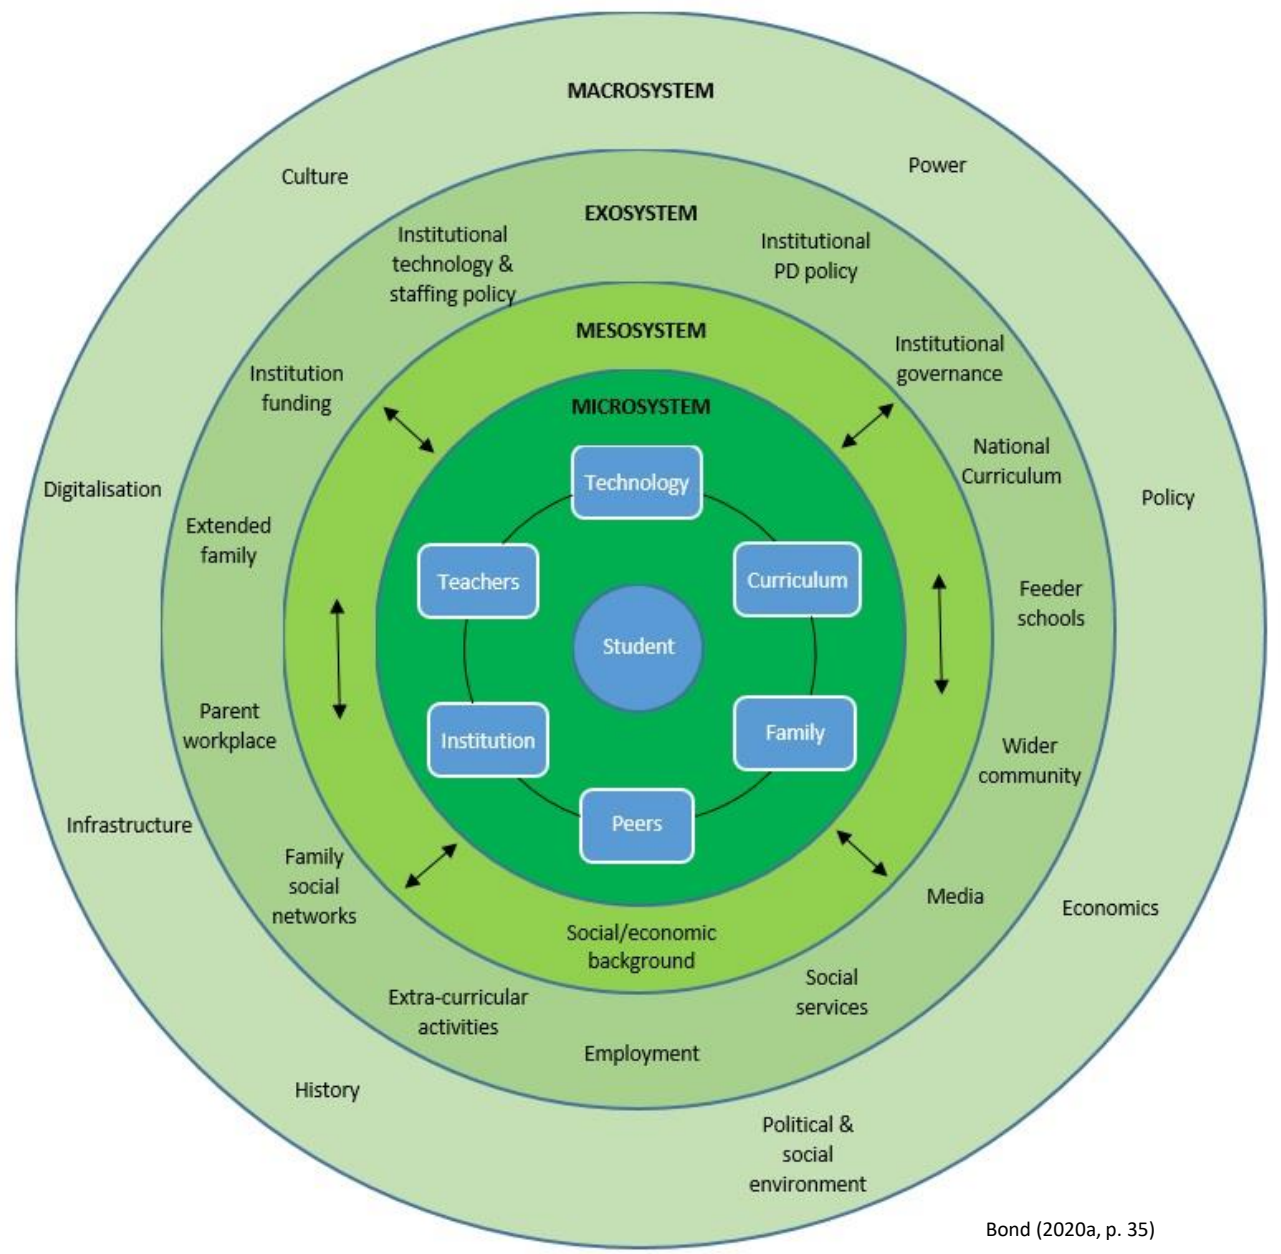 MACROSYSTEM
Culture
Power
EXOSYSTEM
Institutional
technology &
staffing policy
Institutional
PD policy
MESOSYSTEM
Institution
funding
Institutional
governance
MICROSYSTEM
National
Curriculum
Technology
Digitalisation
Policy
Extended
family
Teachers
Curriculum
Feeder
schools
Student
Parent
workplace
Institution
Family
Wider
community
Infrastructure
Peers
Family
social
networks
Media
Economics
Social/economic
background
Extra-curricular
activities
Social
services
Employment
History
Political &
social
environment
Bond (2020a, p. 35)